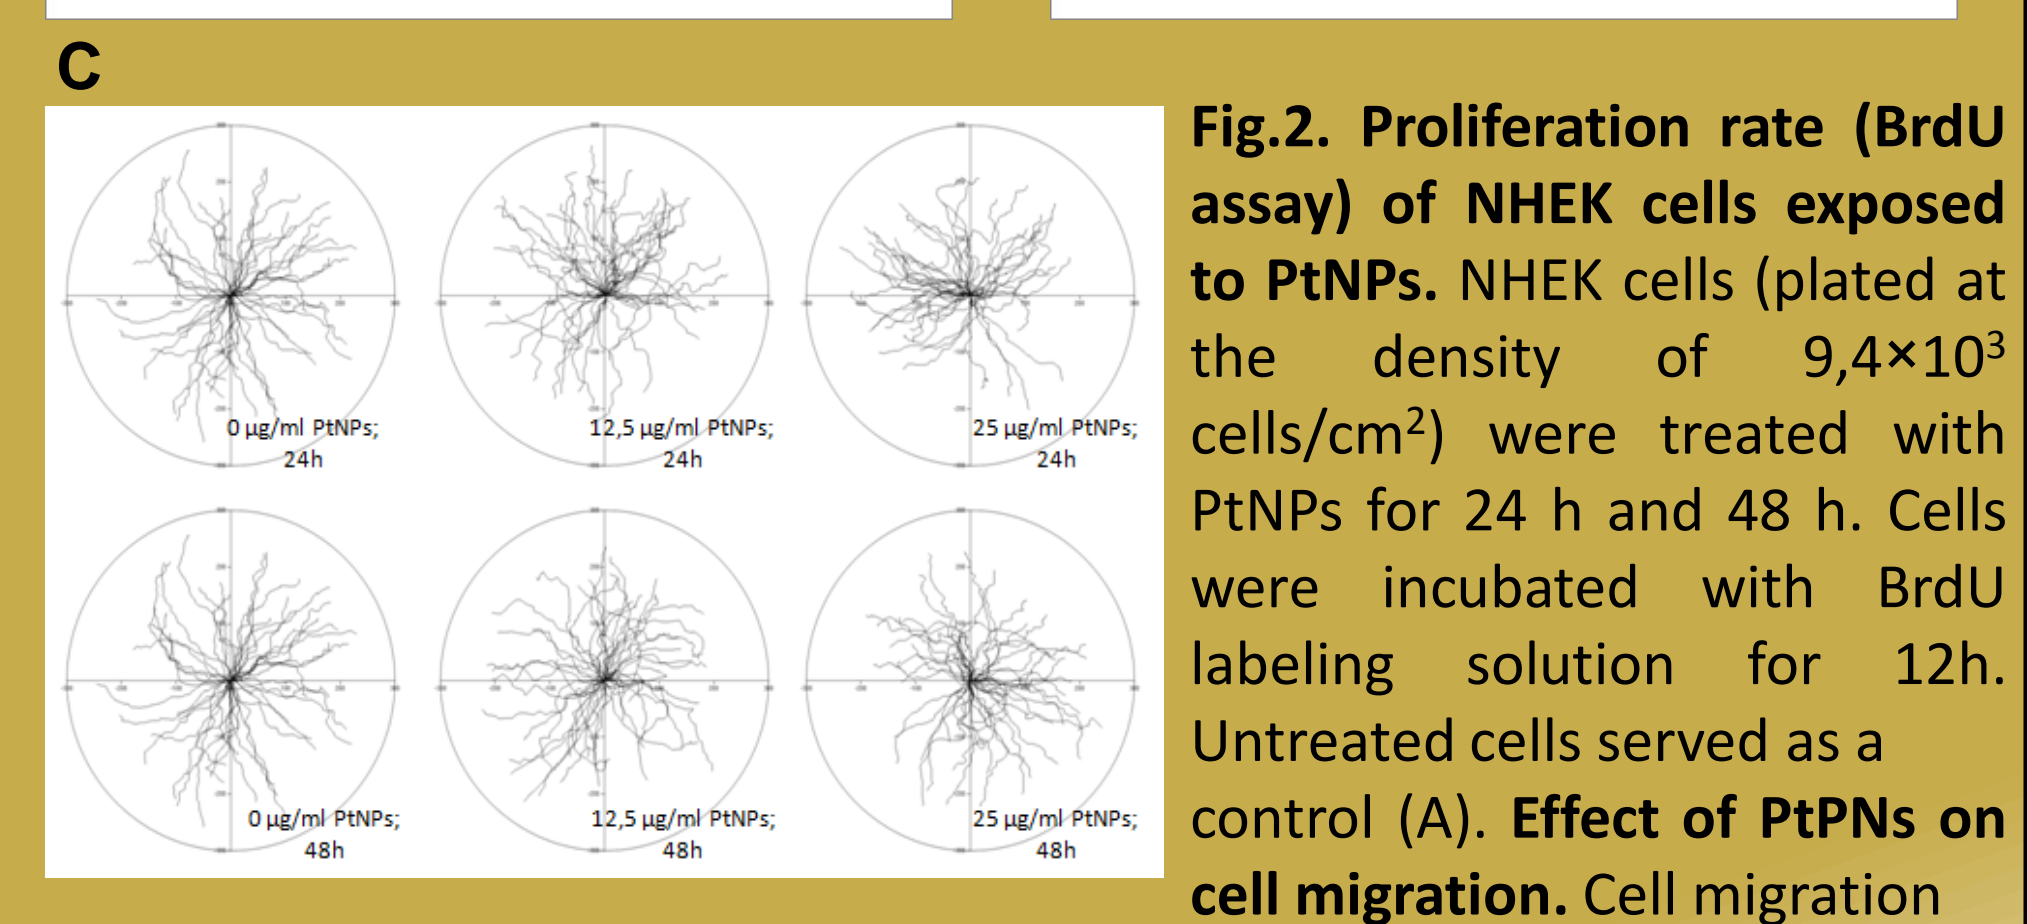 C
0 µg/ml PtNPs;
24h
12,5 µg/ml PtNPs;
24h
25 µg/ml PtNPs;
24h
0 µg/ml PtNPs;
48h
12,5 µg/ml PtNPs;
48h
25 µg/ml PtNPs;
48h
Fig.2. Proliferation rate (BrdU
assay) of NHEK cells exposed
to PtNPs. NHEK cells (plated at
the density of 9,4×10³
cells/cm²) were treated with
PtNPs for 24 h and 48 h. Cells
were incubated with BrdU
labeling solution for 12h.
Untreated cells served as a
control (A). Effect of PtPNs on
cell migration. Cell migration